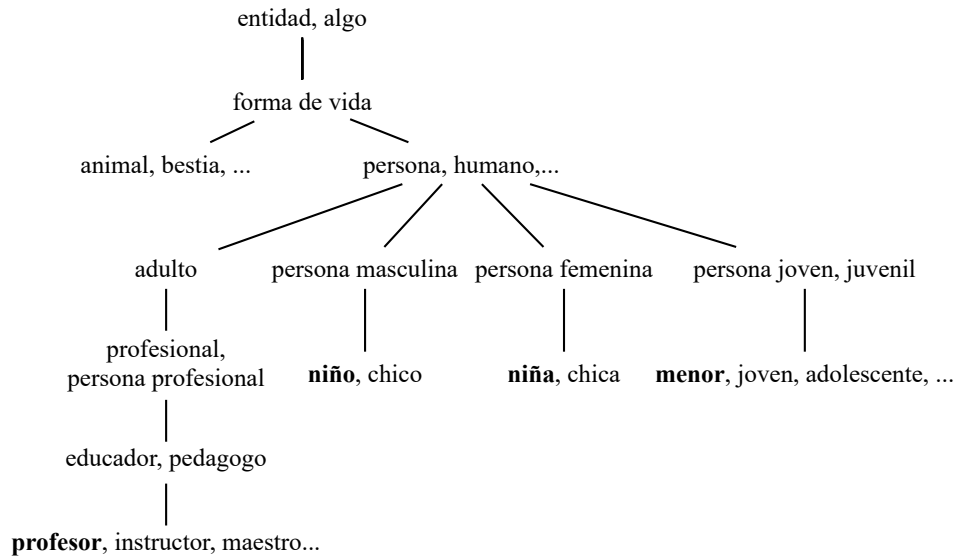 entidad, algo
forma de vida
animal, bestia, ...
persona, humano,...
adulto
persona masculina
persona femenina
persona joven, juvenil
profesional,
persona profesional
niño, chico
niña, chica
menor, joven, adolescente, ...
educador, pedagogo
profesor, instructor, maestro...